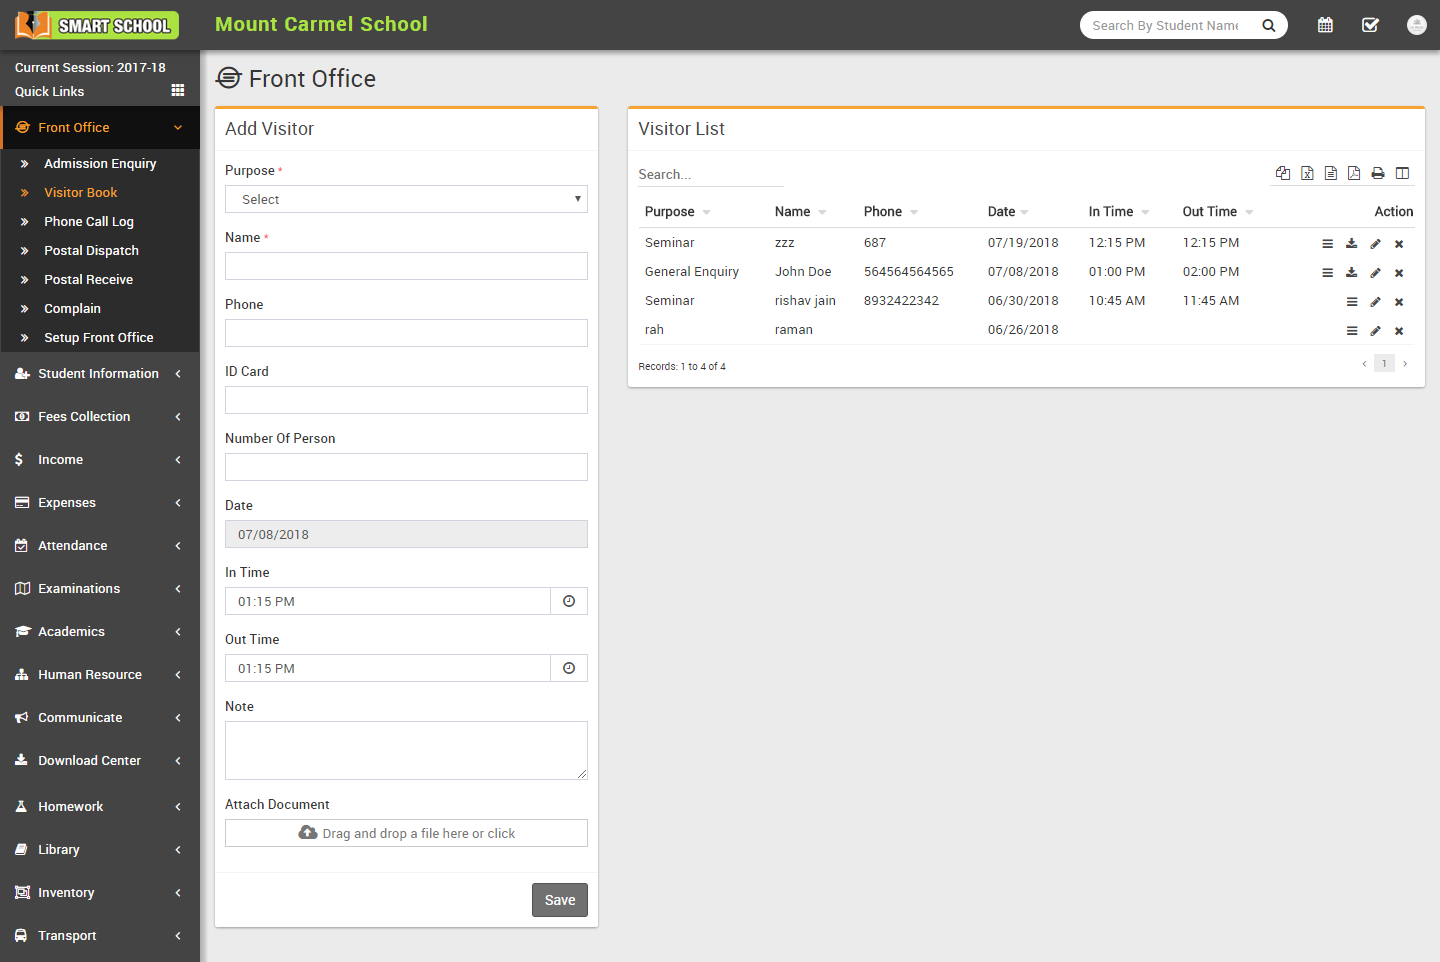 SMART SCHOOL
Mount Carmel School
Search By Student Name
Current Session: 2017-18
Quick Links
Front Office
Admission Enquiry
Visitor Book
Phone Call Log
Postal Dispatch
Postal Receive
Complain
Setup Front Office
Student Information
Fees Collection
Income
Expenses
Attendance
Examinations
Academics
Human Resource
Communicate
Download Center
Homework
Library
Inventory
Transport
Front Office
Add Visitor
Purpose *
Select
Name *
Phone
ID Card
Number Of Person
Date
07/08/2018
In Time
01:15 PM
Out Time
01:15 PM
Note
Attach Document
Drag and drop a file here or click
Save
Visitor List
Search...
Purpose Name Phone Date In Time Out Time Action
Seminar zzz 687 07/19/2018 12:15 PM 12:15 PM
General Enquiry John Doe 564564564565 07/08/2018 01:00 PM 02:00 PM
Seminar rishav jain 8932422342 06/30/2018 10:45 AM 11:45 AM
rah raman 06/26/2018
Records: 1 to 4 of 4
1